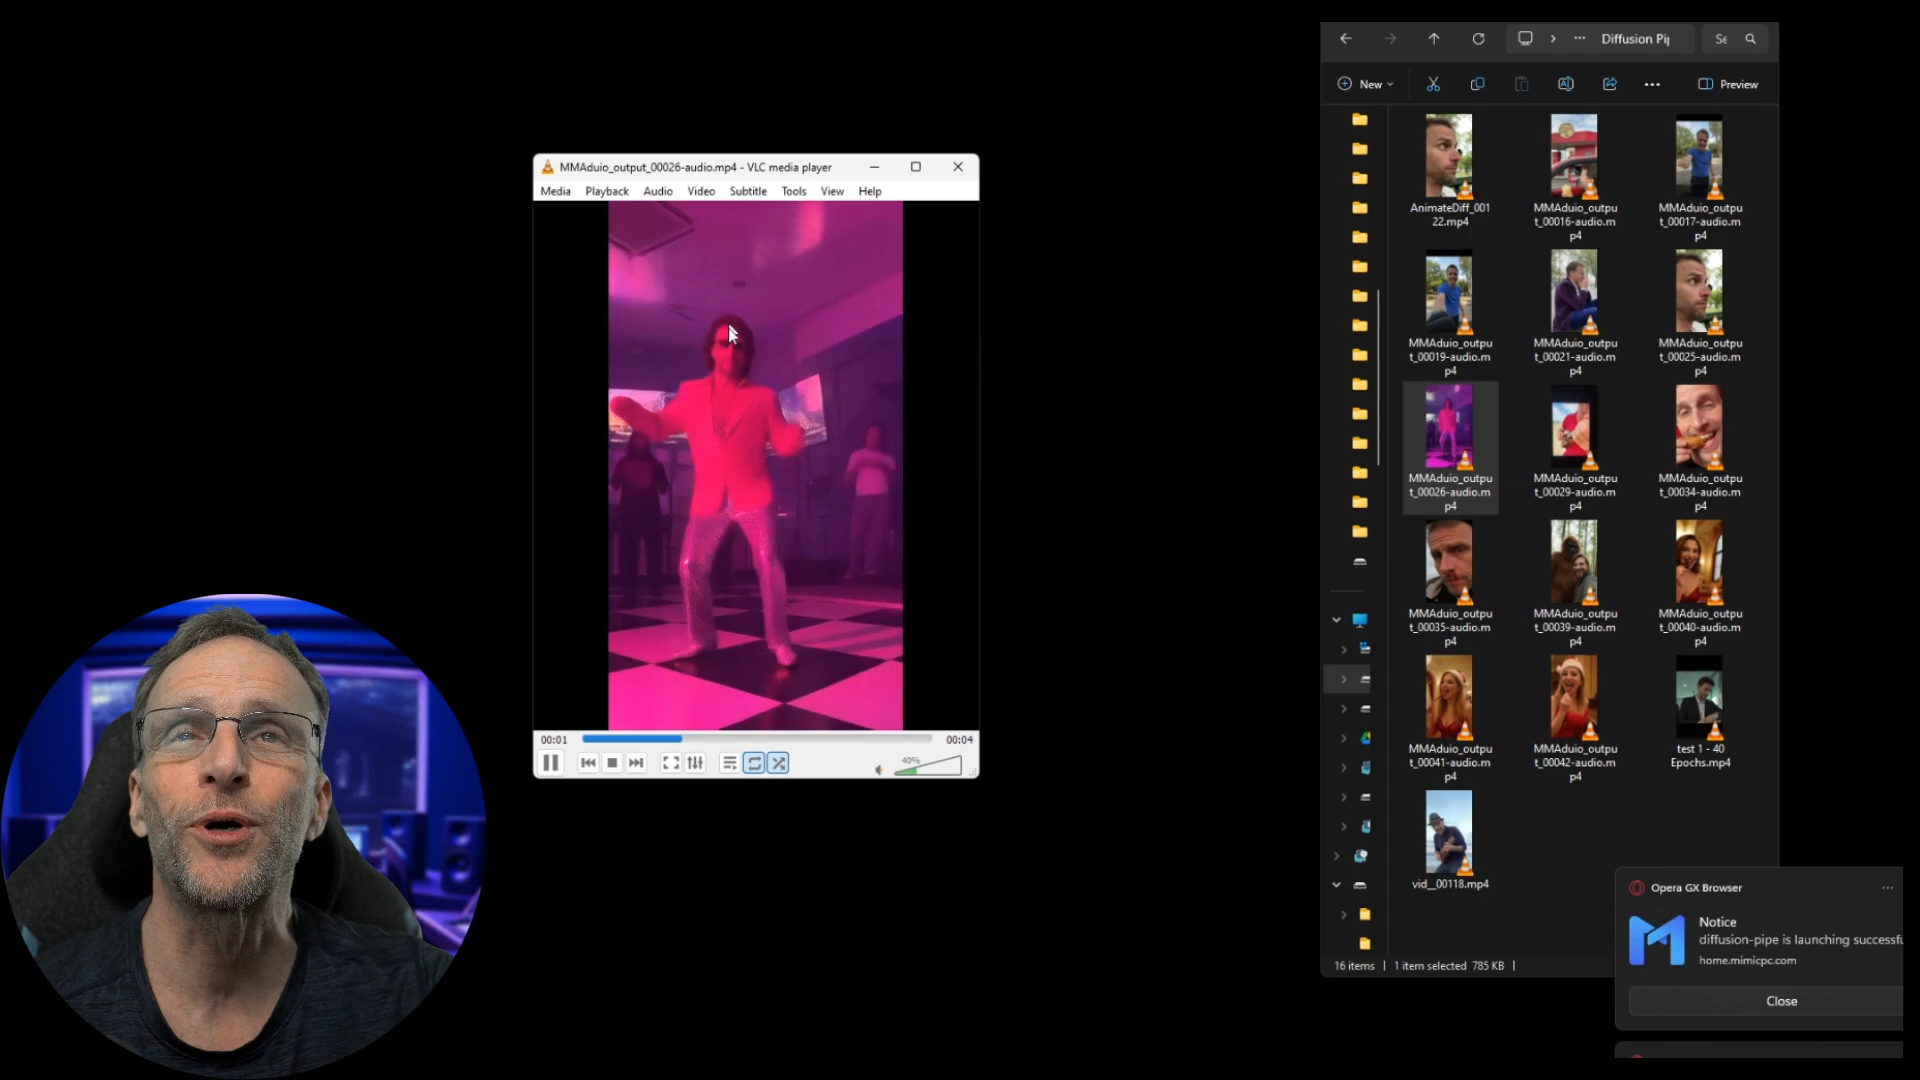 MMAduio_output_00026-audio.mp4 - VLC media player
Media Playback Audio Video Subtitle Tools View Help
00:01
00:04
40%
Diffusion Pip
Se
New
Preview
AnimateDiff_001
22.mp4
MMAduio_outpu
t_00016-audio.m
p4
MMAduio_outpu
t_00017-audio.m
p4
MMAduio_outpu
t_00019-audio.m
p4
MMAduio_outpu
t_00021-audio.m
p4
MMAduio_outpu
t_00025-audio.m
p4
MMAduio_outpu
t_00026-audio.m
p4
MMAduio_outpu
t_00029-audio.m
p4
MMAduio_outpu
t_00034-audio.m
p4
MMAduio_outpu
t_00035-audio.m
p4
MMAduio_outpu
t_00039-audio.m
p4
MMAduio_outpu
t_00040-audio.m
p4
MMAduio_outpu
t_00041-audio.m
p4
MMAduio_outpu
t_00042-audio.m
p4
test 1 - 40
Epochs.mp4
vid__00118.mp4
16 items | 1 item selected 785 KB |
Opera GX Browser
Notice
diffusion-pipe is launching successfu
home.mimicpc.com
Close